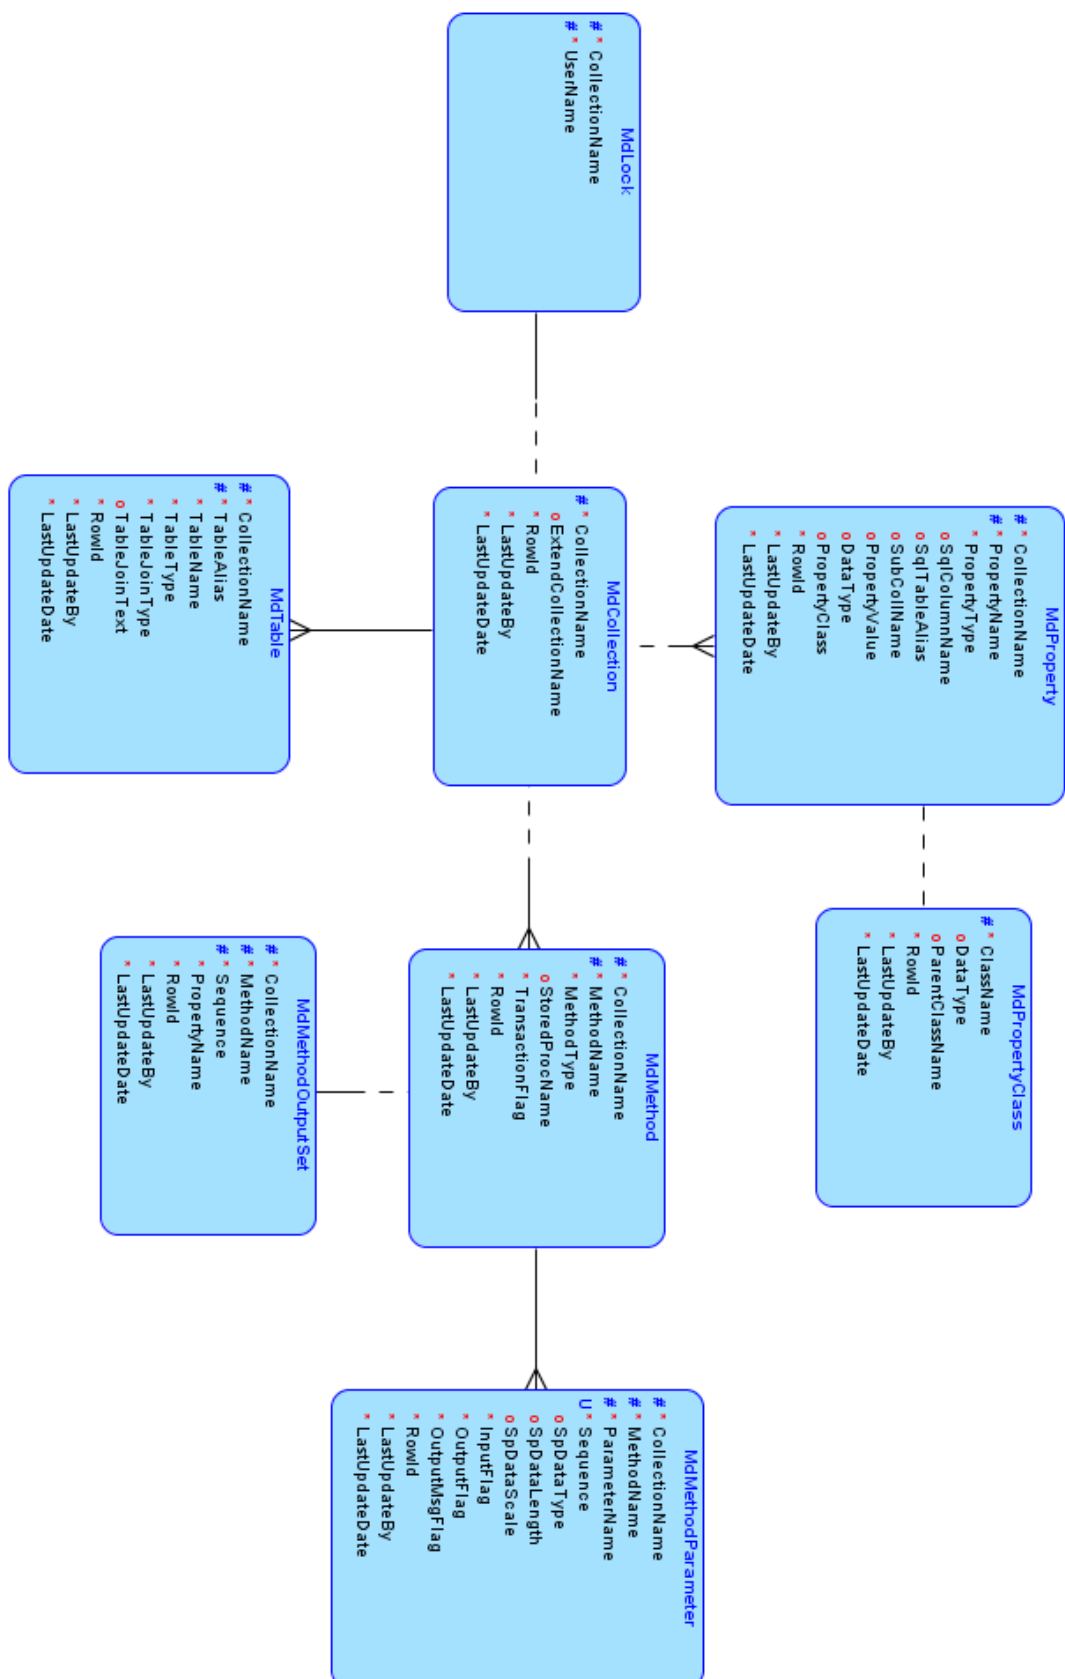 MdLock
# * CollectionName
# * UserName
MdProperty
# * CollectionName
# * PropertyName
* PropertyType
o SqlColumnName
o SqlTableAlias
o SubCollName
o PropertyValue
o DataType
o PropertyClass
* RowId
* LastUpdateBy
* LastUpdateDate
MdCollection
# * CollectionName
o ExtendCollectionName
* RowId
* LastUpdateBy
* LastUpdateDate
MdTable
# * CollectionName
# * TableAlias
* TableName
* TableType
* TableJoinType
o TableJoinText
* RowId
* LastUpdateBy
* LastUpdateDate
MdPropertyClass
# * ClassName
o DataType
o ParentClassName
* RowId
* LastUpdateBy
* LastUpdateDate
MdMethod
# * CollectionName
# * MethodName
* MethodType
o StoredProcName
* TransactionFlag
* RowId
* LastUpdateBy
* LastUpdateDate
MdMethodOutputSet
# * CollectionName
# * MethodName
# * Sequence
* PropertyName
* RowId
* LastUpdateBy
* LastUpdateDate
MdMethodParameter
# * CollectionName
# * MethodName
# * ParameterName
U * Sequence
o SpDataType
o SpDataLength
o SpDataScale
* InputFlag
* OutputFlag
* OutputMsgFlag
* RowId
* LastUpdateBy
* LastUpdateDate